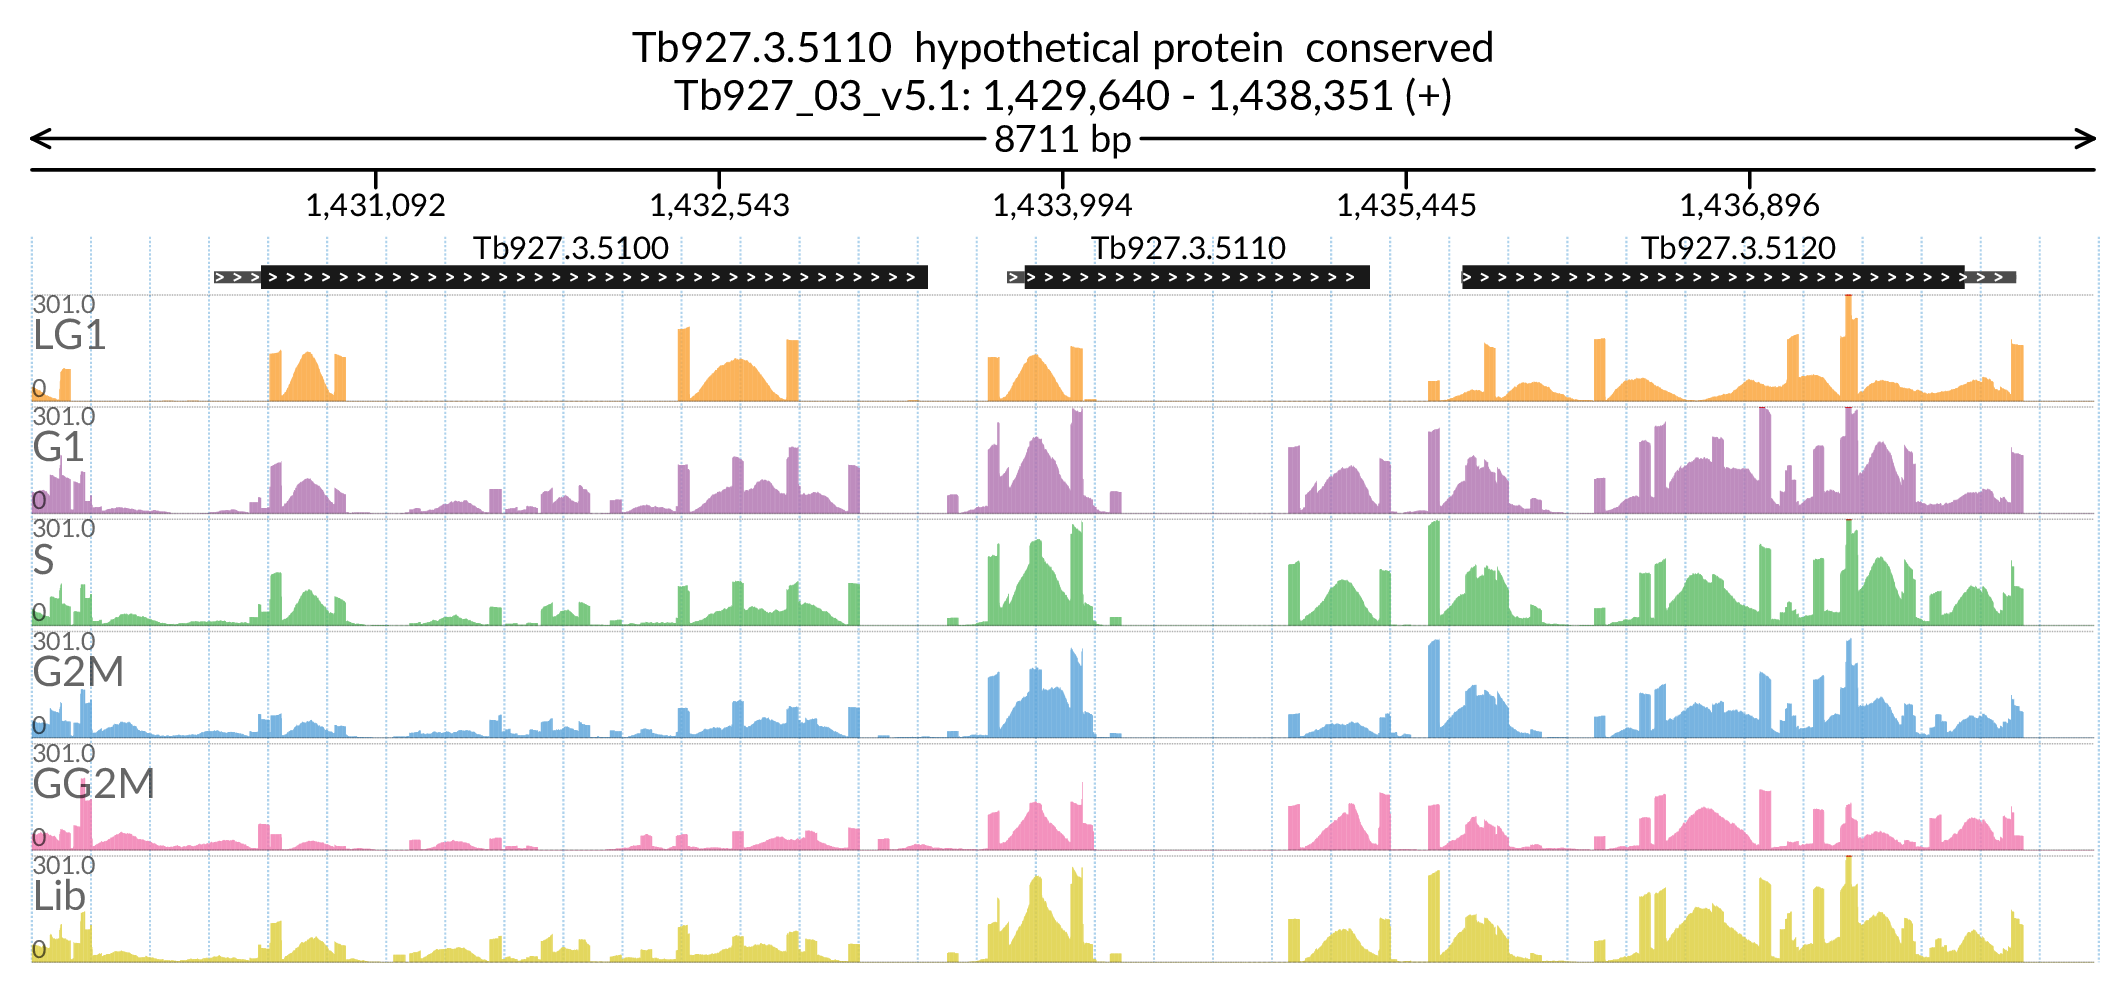 Tb927.3.5110  hypothetical protein  conserved
Tb927_03_v5.1: 1,429,640 - 1,438,351 (+)
8711 bp
1,431,092 1,432,543 1,433,994 1,435,445 1,436,896
Tb927.3.5100 Tb927.3.5110 Tb927.3.5120
301.0
LG1
0
301.0
G1
0
301.0
S
0
301.0
G2M
0
301.0
GG2M
0
301.0
Lib
0